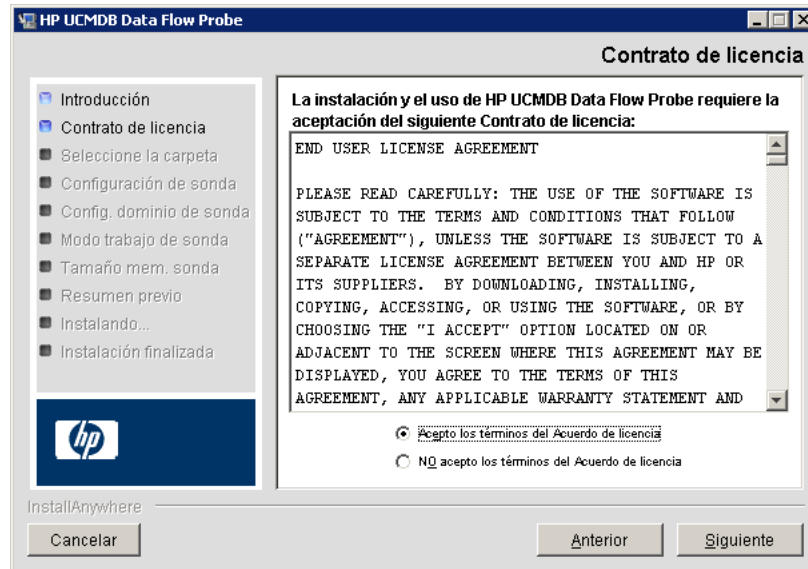 HP UCMDB Data Flow Probe
Contrato de licencia
Introducción
Contrato de licencia
Seleccione la carpeta
Configuración de sonda
Config. dominio de sonda
Modo trabajo de sonda
Tamaño mem. sonda
Resumen previo
Instalando...
Instalación finalizada
hp
La instalación y el uso de HP UCMDB Data Flow Probe requiere la
aceptación del siguiente Contrato de licencia:
END USER LICENSE AGREEMENT
PLEASE READ CAREFULLY: THE USE OF THE SOFTWARE IS
SUBJECT TO THE TERMS AND CONDITIONS THAT FOLLOW
("AGREEMENT"), UNLESS THE SOFTWARE IS SUBJECT TO A
SEPARATE LICENSE AGREEMENT BETWEEN YOU AND HP OR
ITS SUPPLIERS.  BY DOWNLOADING, INSTALLING,
COPYING, ACCESSING, OR USING THE SOFTWARE, OR BY
CHOOSING THE "I ACCEPT" OPTION LOCATED ON OR
ADJACENT TO THE SCREEN WHERE THIS AGREEMENT MAY BE
DISPLAYED, YOU AGREE TO THE TERMS OF THIS
AGREEMENT, ANY APPLICABLE WARRANTY STATEMENT AND
Acepto los términos del Acuerdo de licencia
NO acepto los términos del Acuerdo de licencia
InstallAnywhere
Cancelar
Anterior
Siguiente